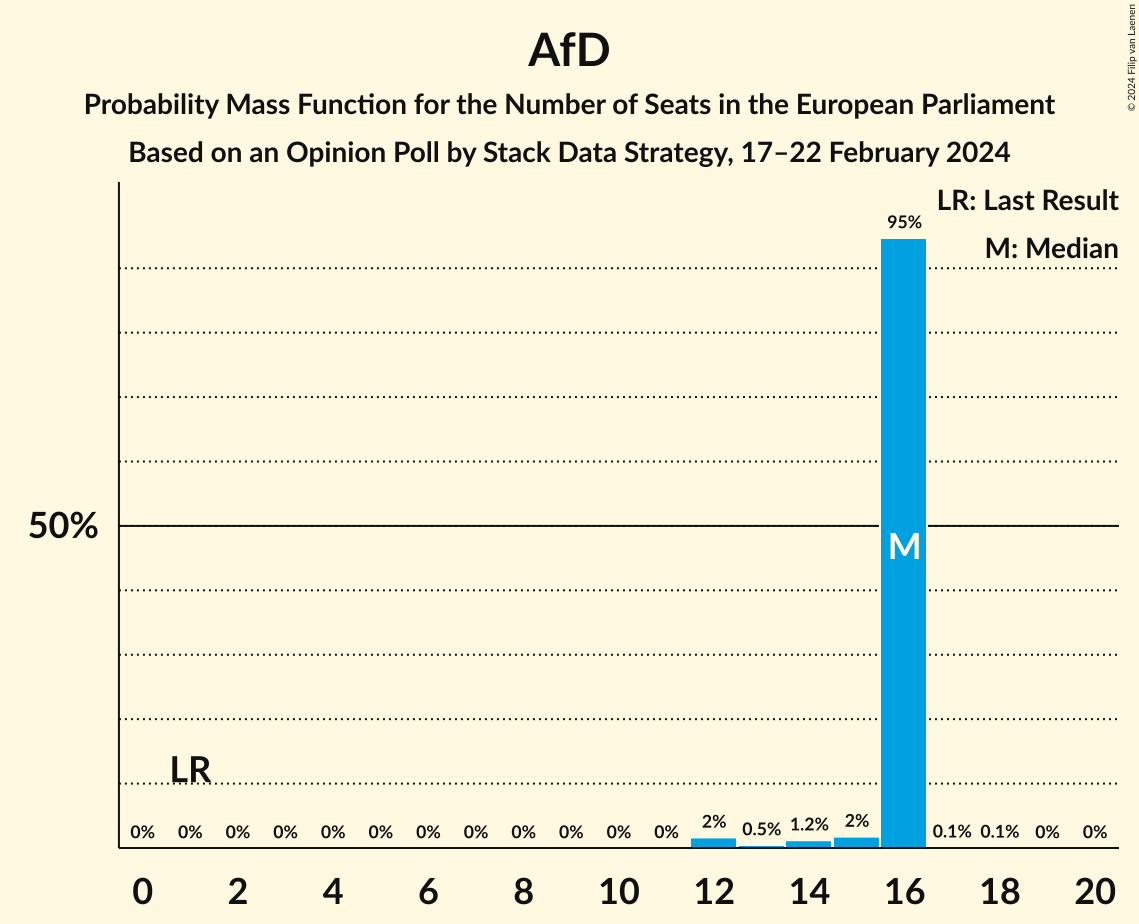 AfD
Probability Mass Function for the Number of Seats in the European Parliament
Based on an Opinion Poll by Stack Data Strategy, 17–22 February 2024
© 2024 Filip van Laenen
LR: Last Result
M: Median
95%
50%
M
LR
0% 0% 0% 0% 0% 0% 0% 0% 0% 0% 0% 0% 2% 0.5% 1.2% 2% 0.1% 0.1% 0% 0%
0 2 4 6 8 10 12 14 16 18 20